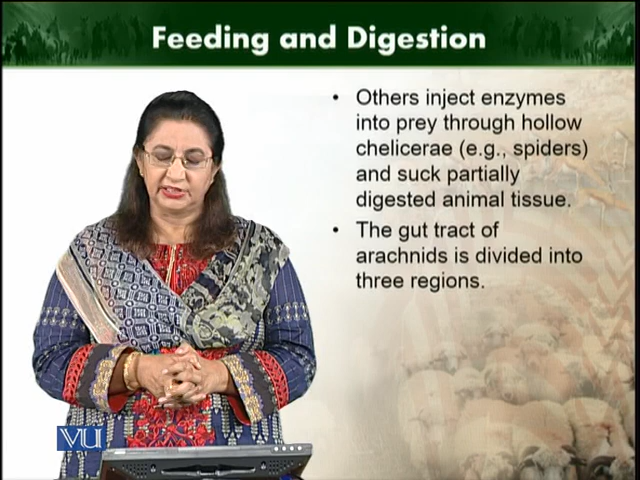 Feeding and Digestion
• Others inject enzymes
into prey through hollow
chelicerae (e.g., spiders)
and suck partially
digested animal tissue.
• The gut tract of
arachnids is divided into
three regions.
VU